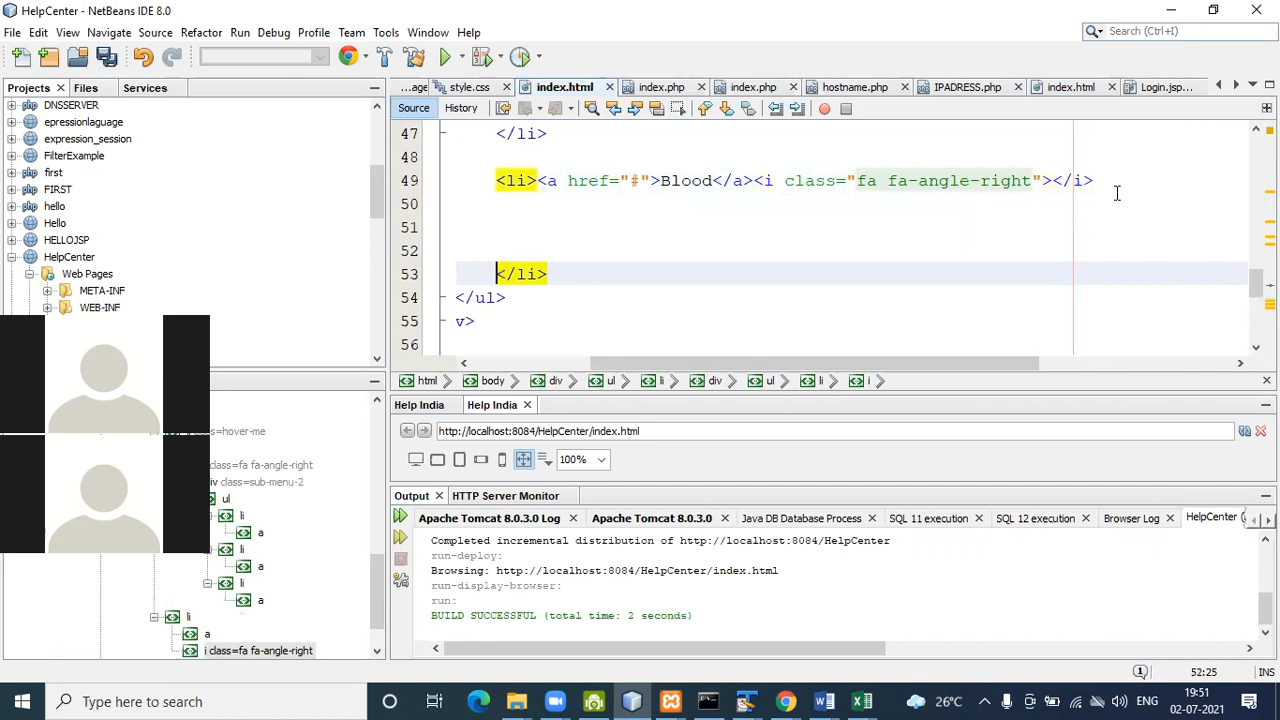 HelpCenter - NetBeans IDE 8.0
File Edit View Navigate Source Refactor Run Debug Profile Team Tools Window Help
Search (Ctrl+I)
Projects Files Services
...age style.css index.html index.php index.php hostname.php IPADRESS.php index.html Login.jsp...
Source History
DNSSERVER
epressionlaguage
expression_session
FilterExample
first
FIRST
hello
Hello
HELLOJSP
HelpCenter
Web Pages
META-INF
WEB-INF
47 </li>
48
49 <li><a href="#">Blood</a><i class="fa fa-angle-right"></i>
50
51
52
53 </li>
54 </ul>
55 v>
56
html body div ul li div ul li i
Help India Help India
http://localhost:8084/HelpCenter/index.html
100%
class=hover-me
class=fa fa-angle-right
div class=sub-menu-2
ul
li
a
li
a
li
a
li
a
i class=fa fa-angle-right
Output HTTP Server Monitor
Apache Tomcat 8.0.3.0 Log Apache Tomcat 8.0.3.0 Java DB Database Process SQL 11 execution SQL 12 execution Browser Log HelpCenter (
Completed incremental distribution of http://localhost:8084/HelpCenter
run-deploy:
Browsing: http://localhost:8084/HelpCenter/index.html
run-display-browser:
run:
BUILD SUCCESSFUL (total time: 2 seconds)
1 52:25 INS
Type here to search
26°C ENG
19:51
02-07-2021